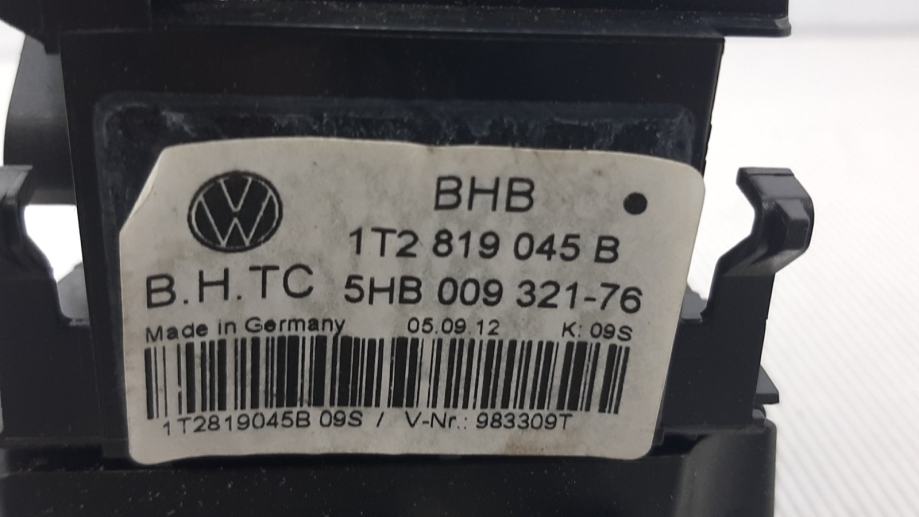 BHB
1T2 819 045 B
B.H.TC 5HB 009 321-76
Made in Germany 05.09.12 K: 09S
1T2819045B 09S / V-Nr.: 983309T